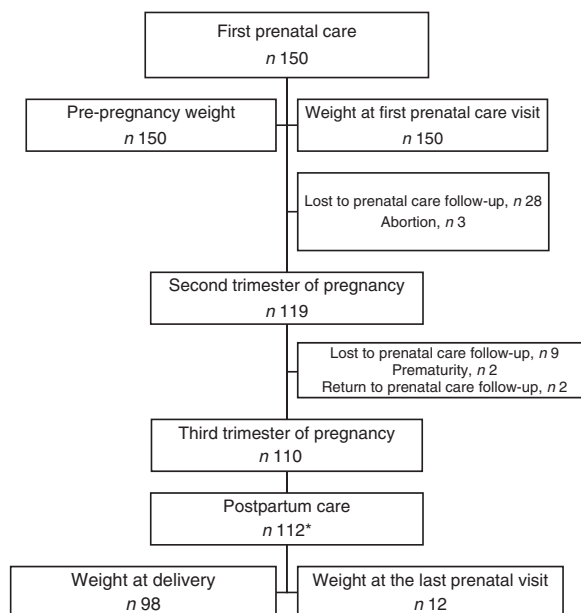 First prenatal care
n 150
Pre-pregnancy weight
n 150
Weight at first prenatal care visit
n 150
Lost to prenatal care follow-up, n 28
Abortion, n 3
Second trimester of pregnancy
n 119
Lost to prenatal care follow-up, n 9
Prematurity, n 2
Return to prenatal care follow-up, n 2
Third trimester of pregnancy
n 110
Postpartum care
n 112*
Weight at delivery
n 98
Weight at the last prenatal visit
n 12